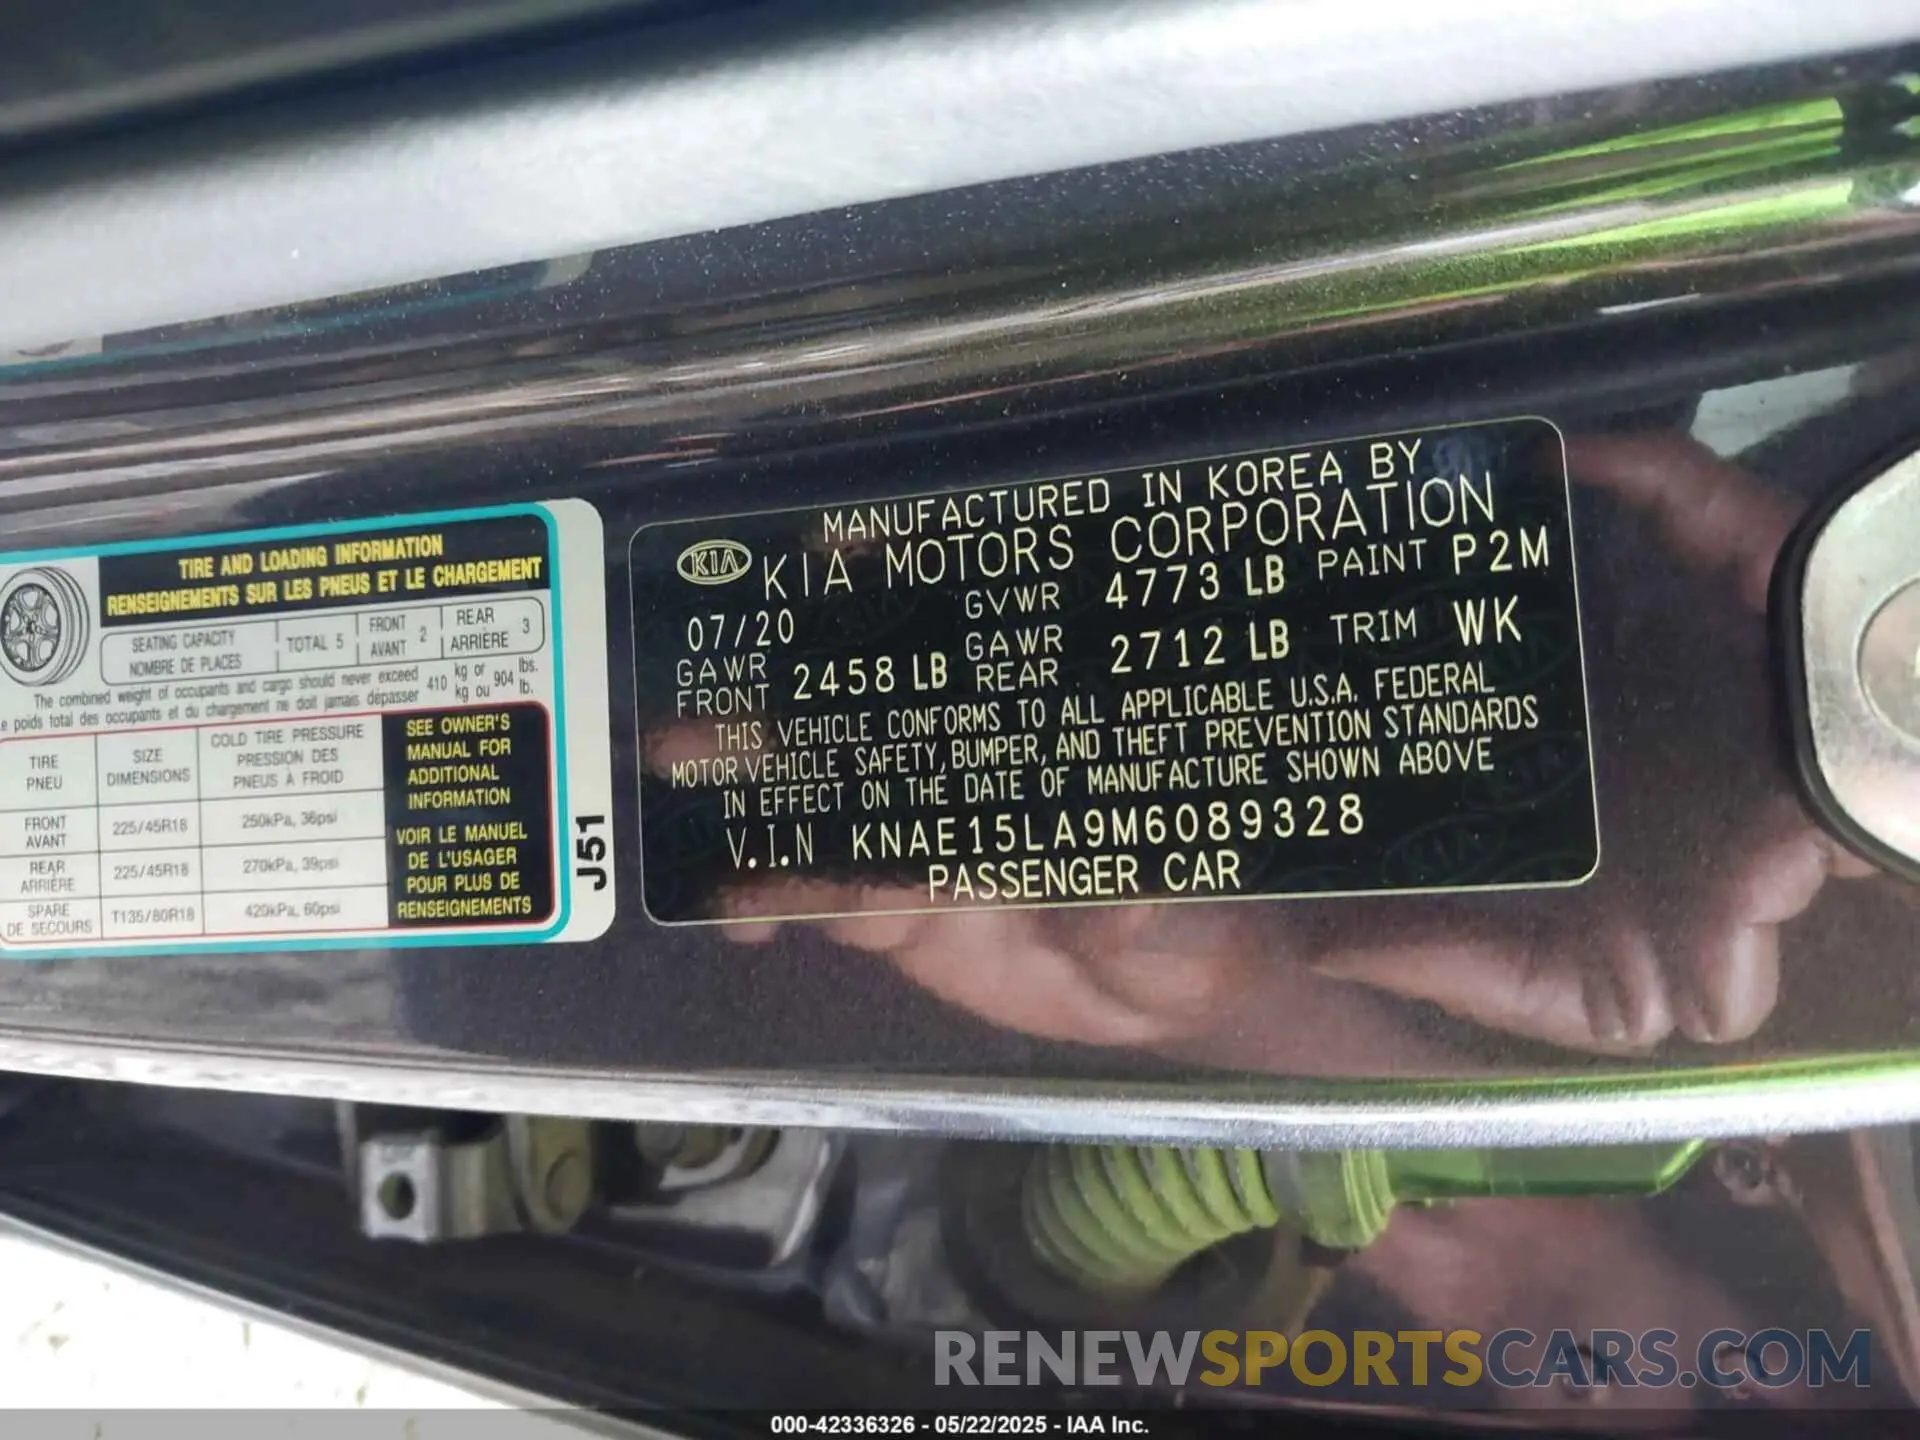 TIRE AND LOADING INFORMATION
RENSEIGNEMENTS SUR LES PNEUS ET LE CHARGEMENT
SEATING CAPACITY
NOMBRE DE PLACES
TOTAL 5
FRONT
AVANT
2
REAR
ARRIÈRE
3
The combined weight of occupants and cargo should never exceed 410 kg or 904 lbs.
Le poids total des occupants et du chargement ne doit jamais dépasser kg ou lb.
TIRE
PNEU
SIZE
DIMENSIONS
COLD TIRE PRESSURE
PRESSION DES
PNEUS À FROID
FRONT
AVANT
225/45R18
250kPa, 36psi
REAR
ARRIÈRE
225/45R18
270kPa, 39psi
SPARE
DE SECOURS
T135/80R18
420kPa, 60psi
SEE OWNER'S
MANUAL FOR
ADDITIONAL
INFORMATION
VOIR LE MANUEL
DE L'USAGER
POUR PLUS DE
RENSEIGNEMENTS
J51
MANUFACTURED IN KOREA BY
KIA KIA MOTORS CORPORATION
07/20 GVWR 4773 LB PAINT P2M
GAWR FRONT 2458 LB GAWR REAR 2712 LB TRIM WK
THIS VEHICLE CONFORMS TO ALL APPLICABLE U.S.A. FEDERAL
MOTOR VEHICLE SAFETY, BUMPER, AND THEFT PREVENTION STANDARDS
IN EFFECT ON THE DATE OF MANUFACTURE SHOWN ABOVE
V.I.N KNAE15LA9M6089328
PASSENGER CAR
RENEWSPORTSCARS.COM
000-42336326 - 05/22/2025 - IAA Inc.